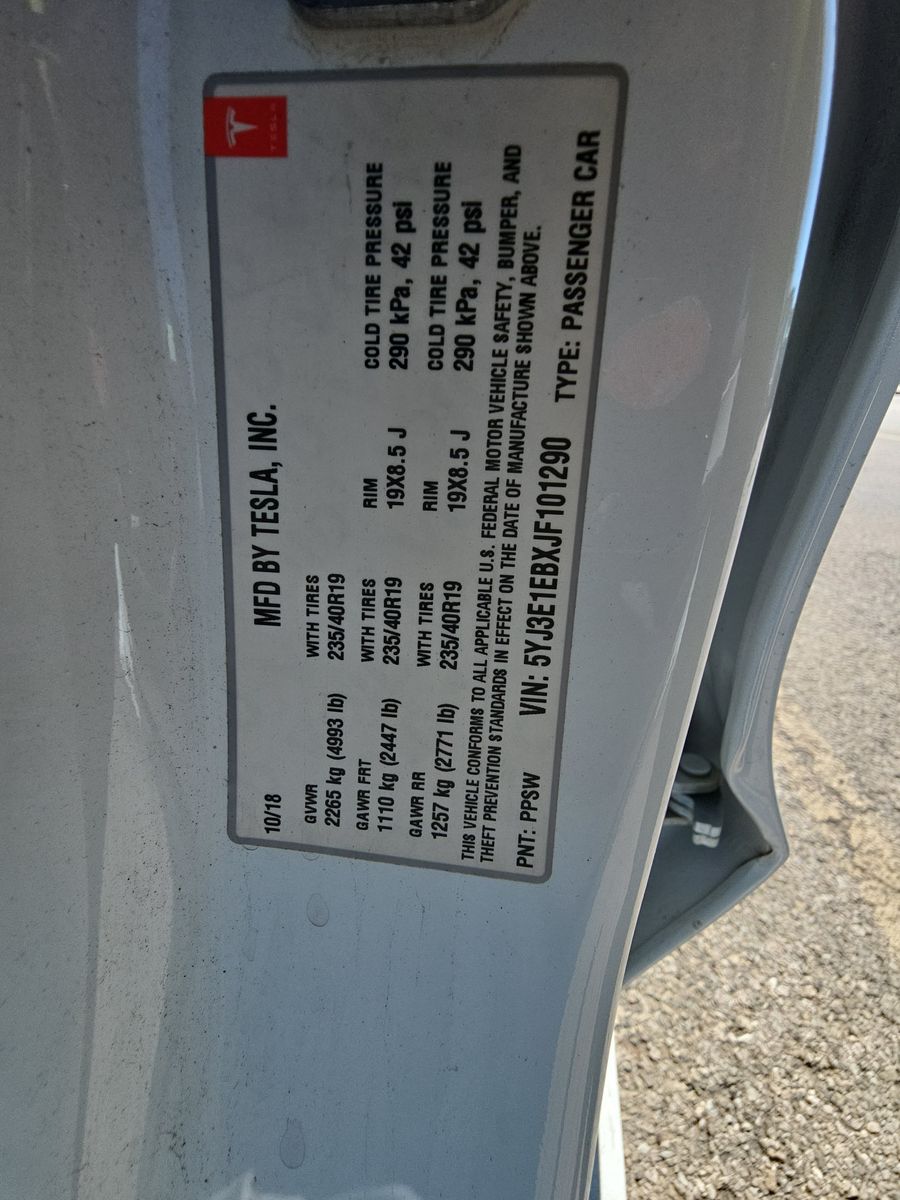 TESLA
MFD BY TESLA, INC.
10/18
GVWR WITH TIRES
2265 kg (4993 lb) 235/40R19
GAWR FRT WITH TIRES RIM COLD TIRE PRESSURE
1110 kg (2447 lb) 235/40R19 19X8.5 J 290 kPa, 42 psi
GAWR RR WITH TIRES RIM COLD TIRE PRESSURE
1257 kg (2771 lb) 235/40R19 19X8.5 J 290 kPa, 42 psi
THIS VEHICLE CONFORMS TO ALL APPLICABLE U.S. FEDERAL MOTOR VEHICLE SAFETY, BUMPER, AND
THEFT PREVENTION STANDARDS IN EFFECT ON THE DATE OF MANUFACTURE SHOWN ABOVE.
PNT: PPSW VIN: 5YJ3E1EBXJF101290 TYPE: PASSENGER CAR